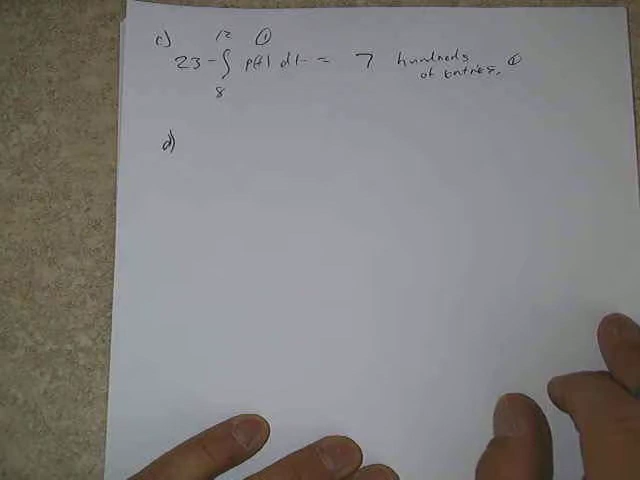 c) 12 ①
23 - ∫ P(t) dt = 7 hundreds
8 of entries. ①
d)